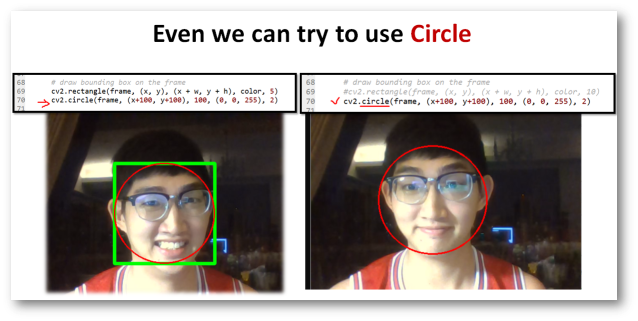 Even we can try to use Circle
68 # draw bounding box on the frame
69 cv2.rectangle(frame, (x, y), (x + w, y + h), color, 5)
70 cv2.circle(frame, (x+100, y+100), 100, (0, 0, 255), 2)
71
68 # draw bounding box on the frame
69 #cv2.rectangle(frame, (x, y), (x + w, y + h), color, 10)
70 cv2.circle(frame, (x+100, y+100), 100, (0, 0, 255), 2)
71